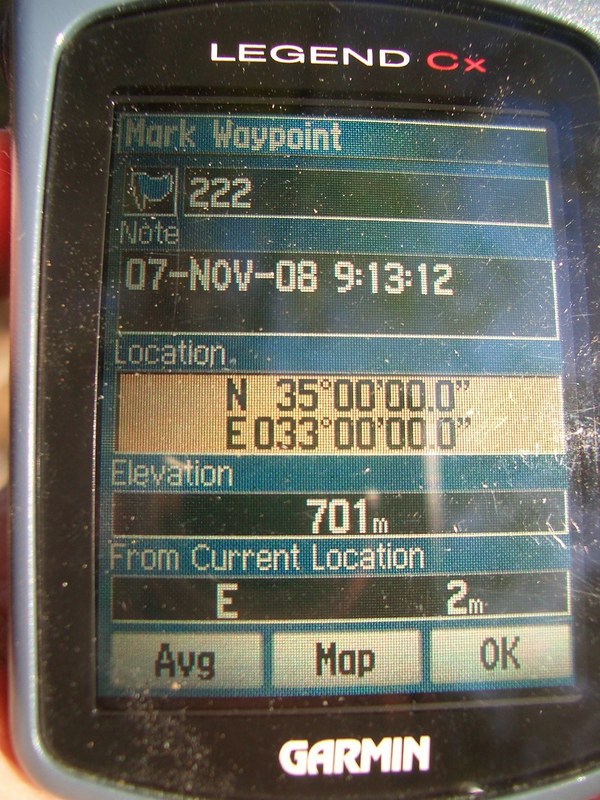 LEGEND Cx
Mark Waypoint
222
Note
07-NOV-08 9:13:12
Location
N 35°00'00.0"
E 033°00'00.0"
Elevation
701m
From Current Location
E 2m
Avg Map OK
GARMIN